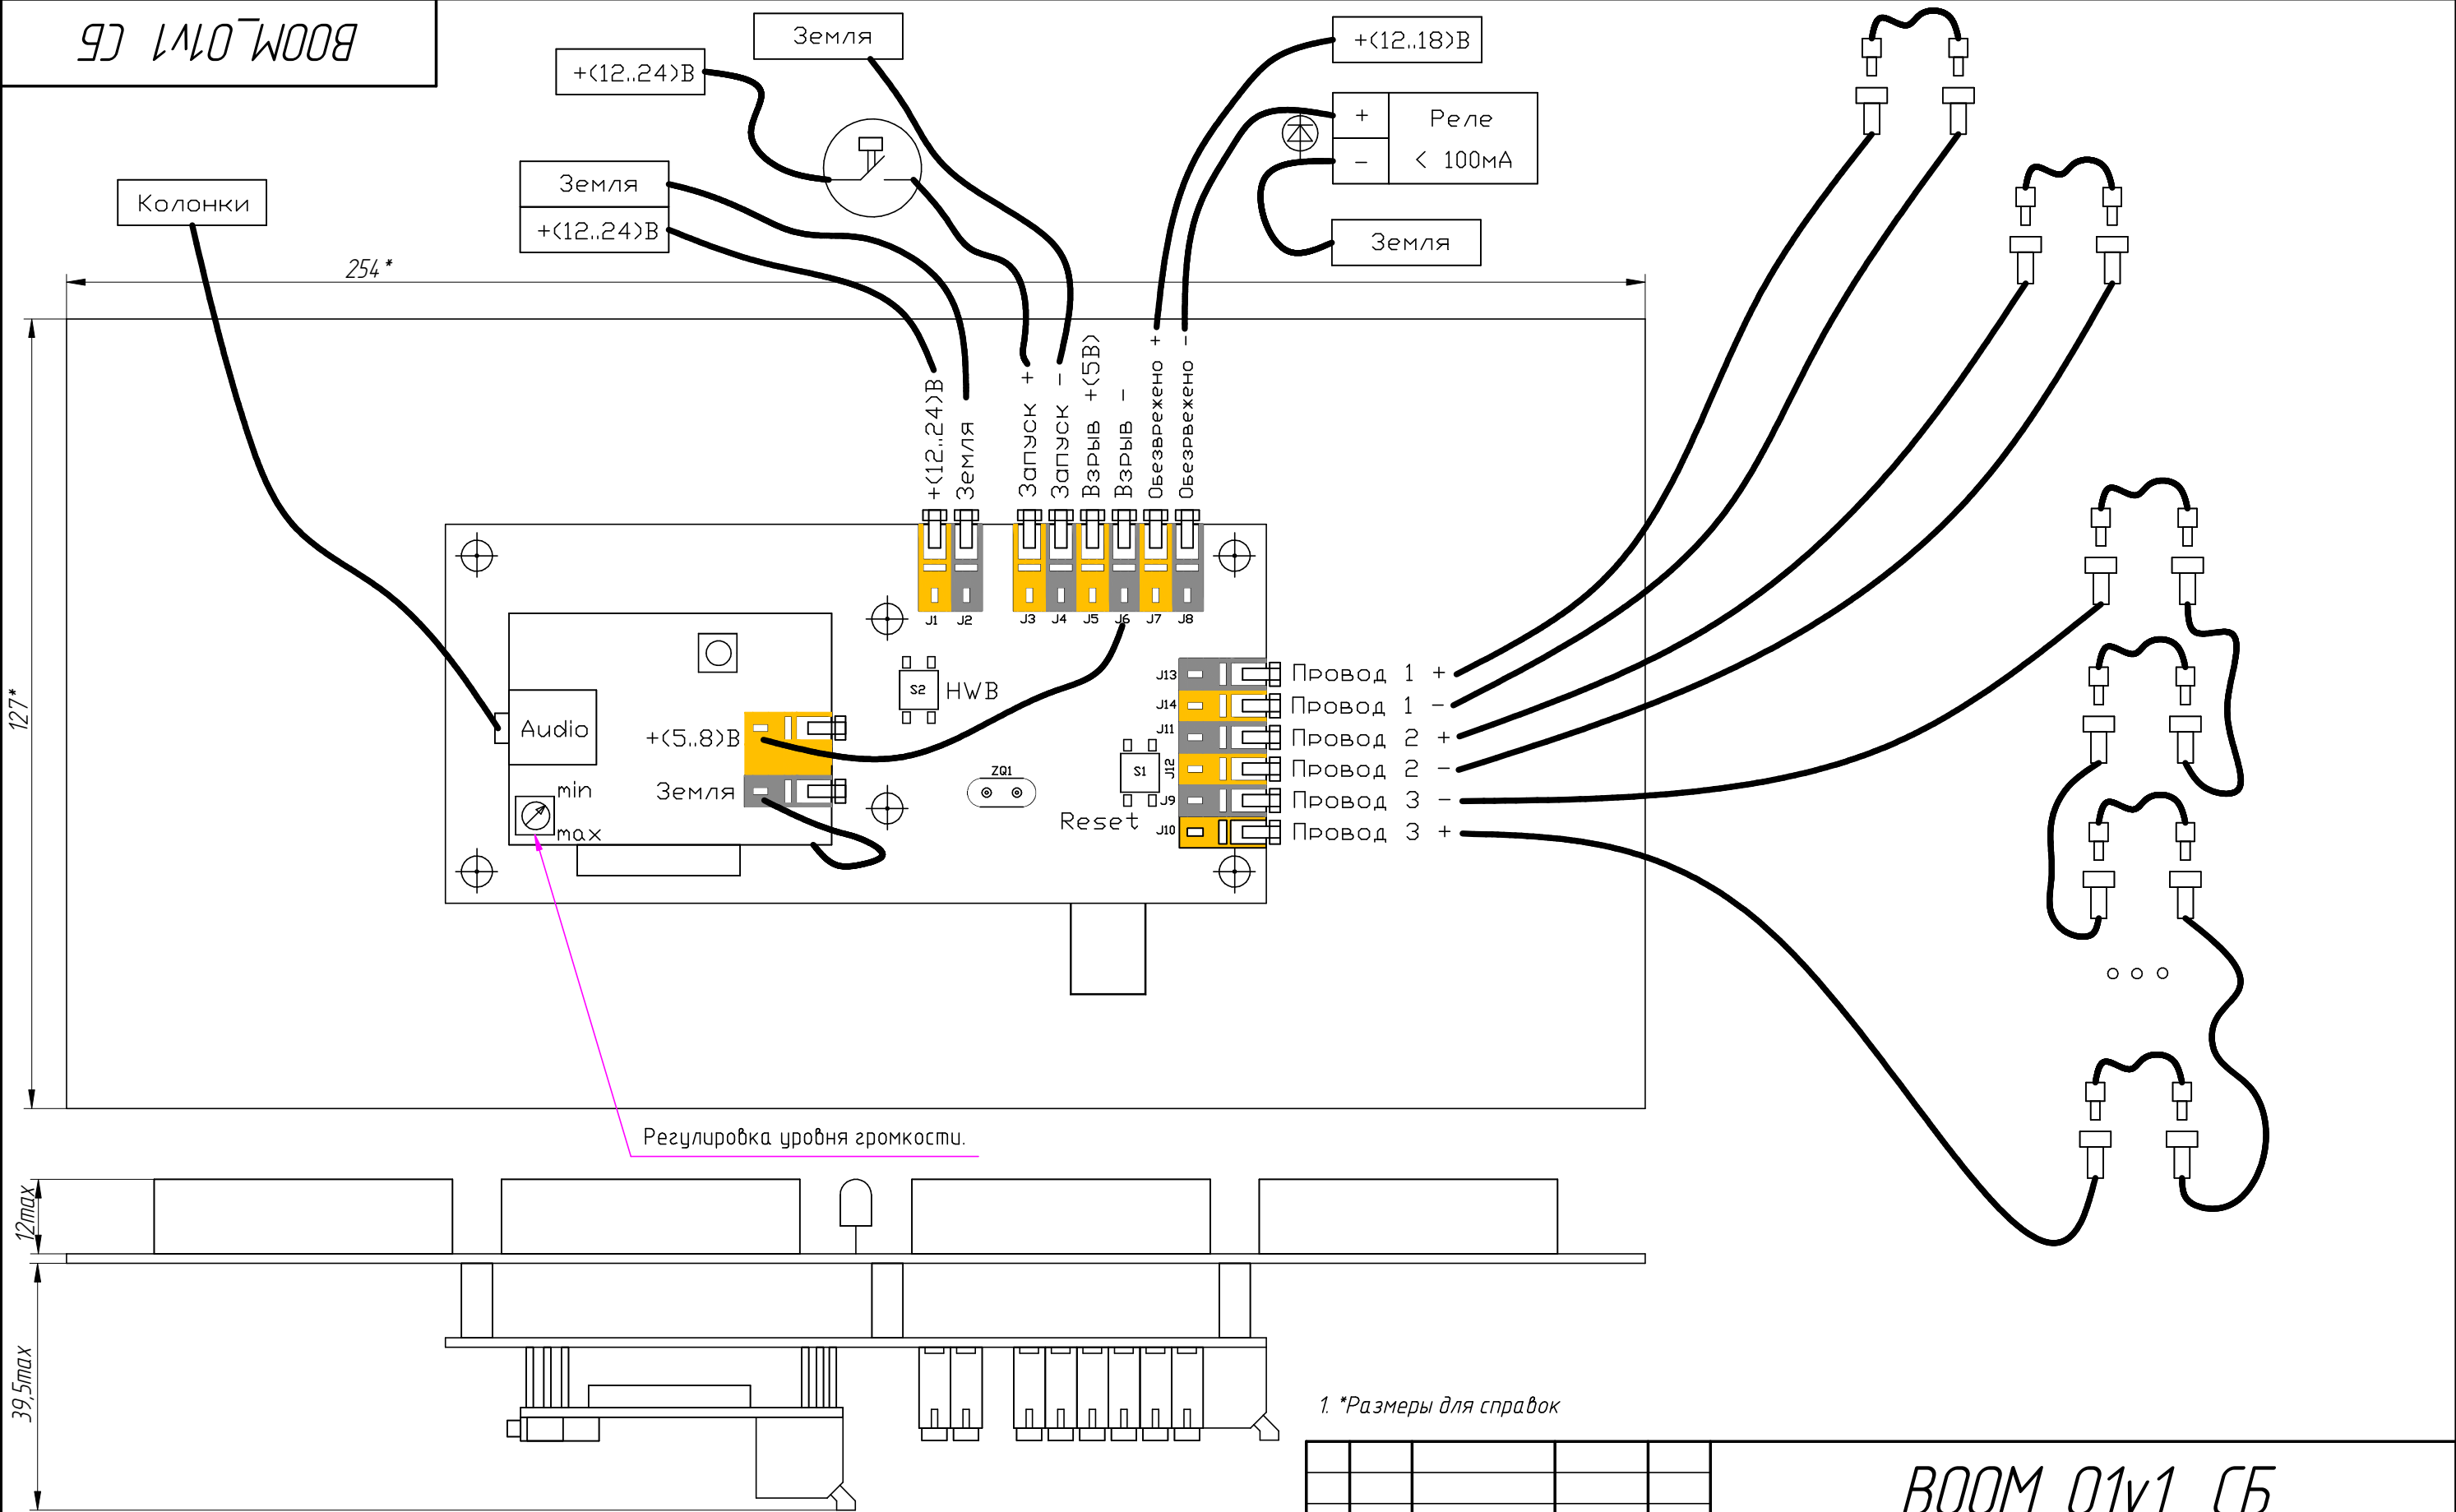 BOOM_01v1 СБ
Земля
+(12..18)В
+(12..24)В
+
Реле
-
< 100мА
Земля
+(12..24)В
Колонки
Земля
254*
127*
+(12..24)В
Земля
Запуск +
Запуск -
Взрыв +(5В)
Взрыв -
Обезврежено +
Обезрвежено -
J1
J2
J3
J4
J5
J6
J7
J8
J13
Провод 1 +
S2
HWB
J14
Провод 1 -
Audio
+(5..8)В
J11
Провод 2 +
ZQ1
S1
J12
Провод 2 -
min
Земля
J9
Провод 3 -
max
Reset
J10
Провод 3 +
Регулировка уровня громкости.
12max
39,5max
1. *Размеры для справок
BOOM_01v1 СБ